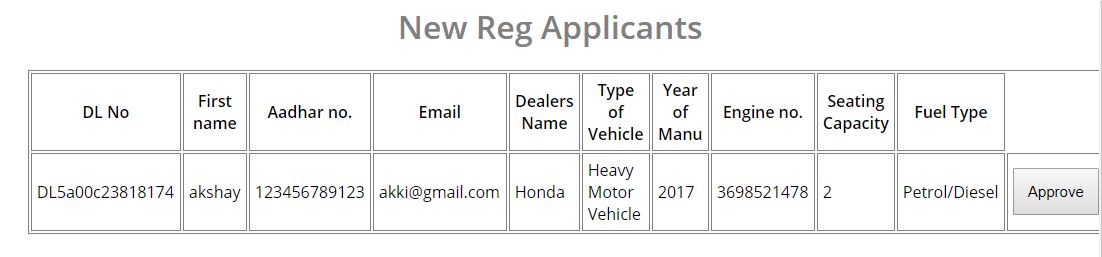 New Reg Applicants
DL No First name Aadhar no. Email Dealers Name Type of Vehicle Year of Manu Engine no. Seating Capacity Fuel Type
DL5a00c23818174 akshay 123456789123 akki@gmail.com Honda Heavy Motor Vehicle 2017 3698521478 2 Petrol/Diesel Approve